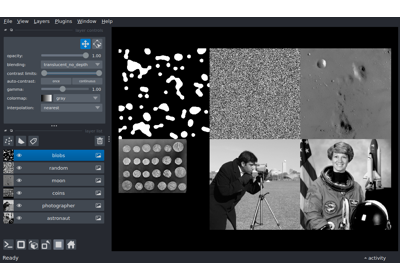 File View Layers Plugins Window Help
opacity: 1.00
blending: translucent_no_depth
contrast limits:
auto-contrast: once continuous
gamma: 1.00
colormap: gray
interpolation: nearest
blobs
random
moon
coins
photographer
astronaut
Ready
activity